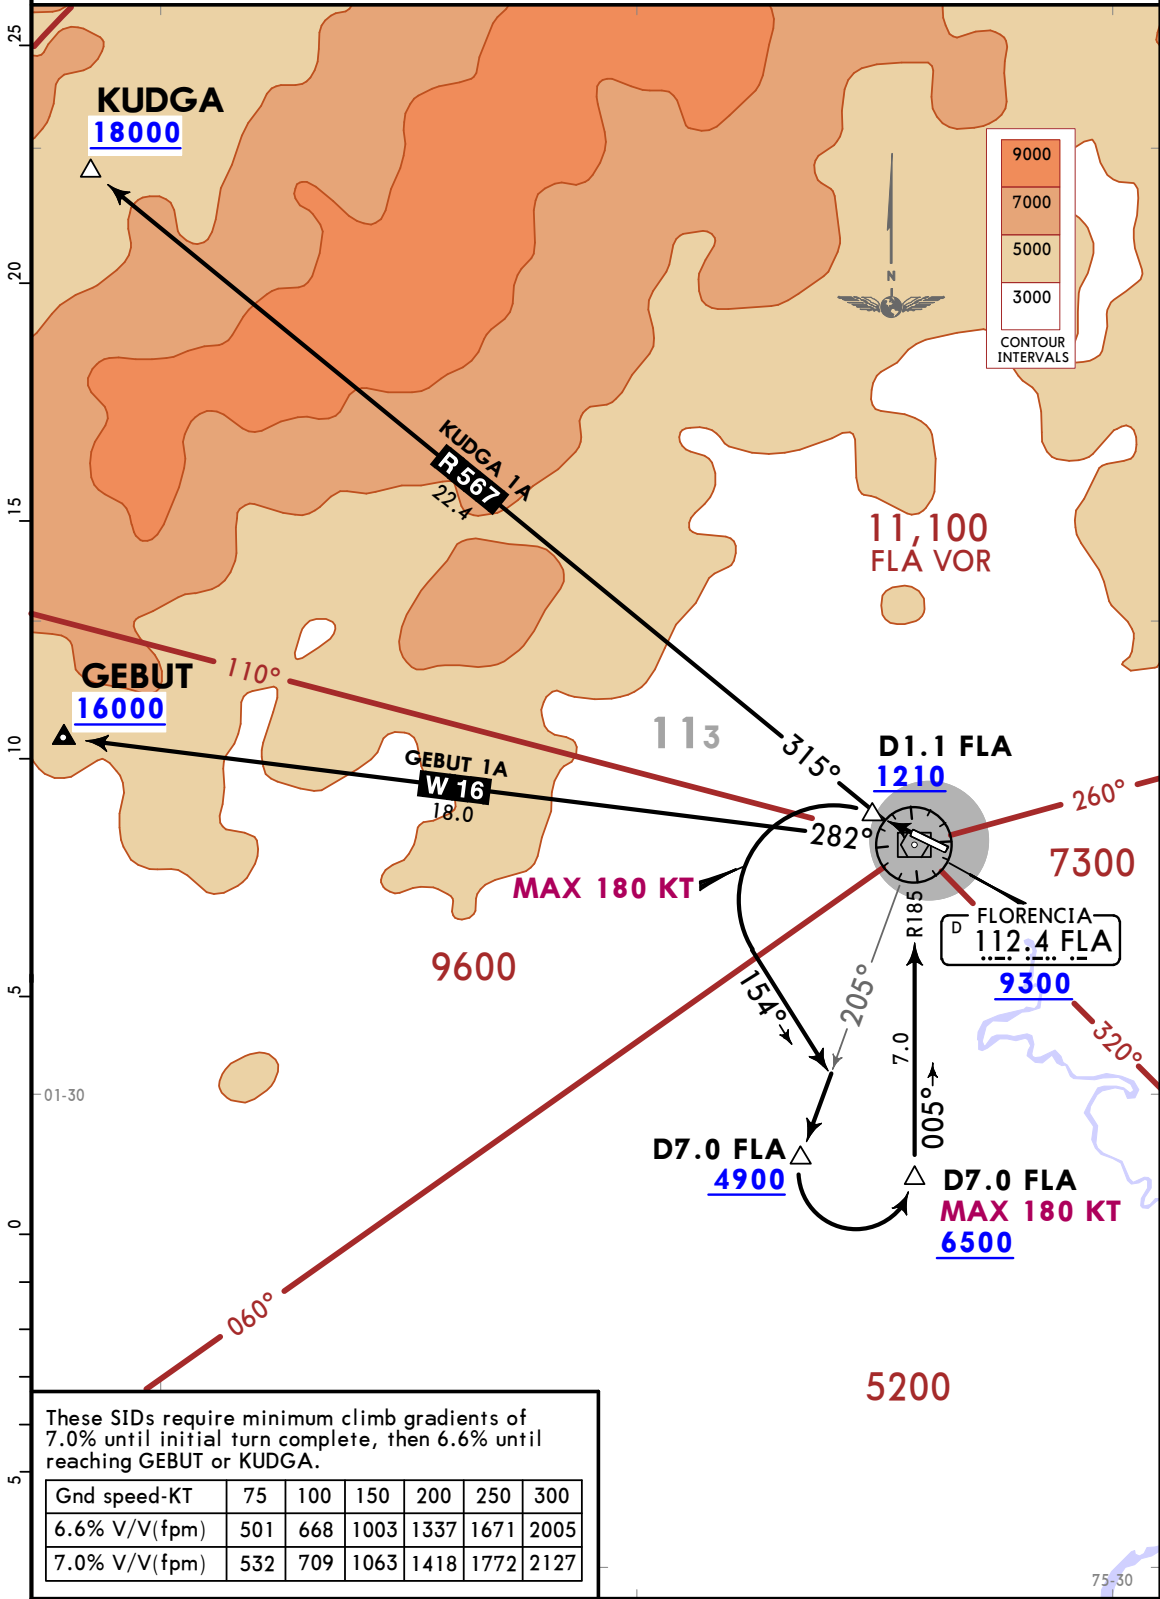 25
20
15
10
5
0
5
KUDGA
18000
9000
7000
5000
3000
CONTOUR
INTERVALS
N
KUDGA 1A
R 567
22.4
11,100
FLA VOR
110°
GEBUT
16000
GEBUT 1A
W 16
18.0
113
315°
D1.1 FLA
1210
260°
282°
7300
MAX 180 KT
R185
FLORENCIA
D
112.4 FLA
9300
9600
154°
205°
7.0
005°
320°
01-30
D7.0 FLA
4900
D7.0 FLA
MAX 180 KT
6500
060°
5200
These SIDs require minimum climb gradients of
7.0% until initial turn complete, then 6.6% until
reaching GEBUT or KUDGA.
Gnd speed-KT 75 100 150 200 250 300
6.6% V/V(fpm) 501 668 1003 1337 1671 2005
7.0% V/V(fpm) 532 709 1063 1418 1772 2127
75-30